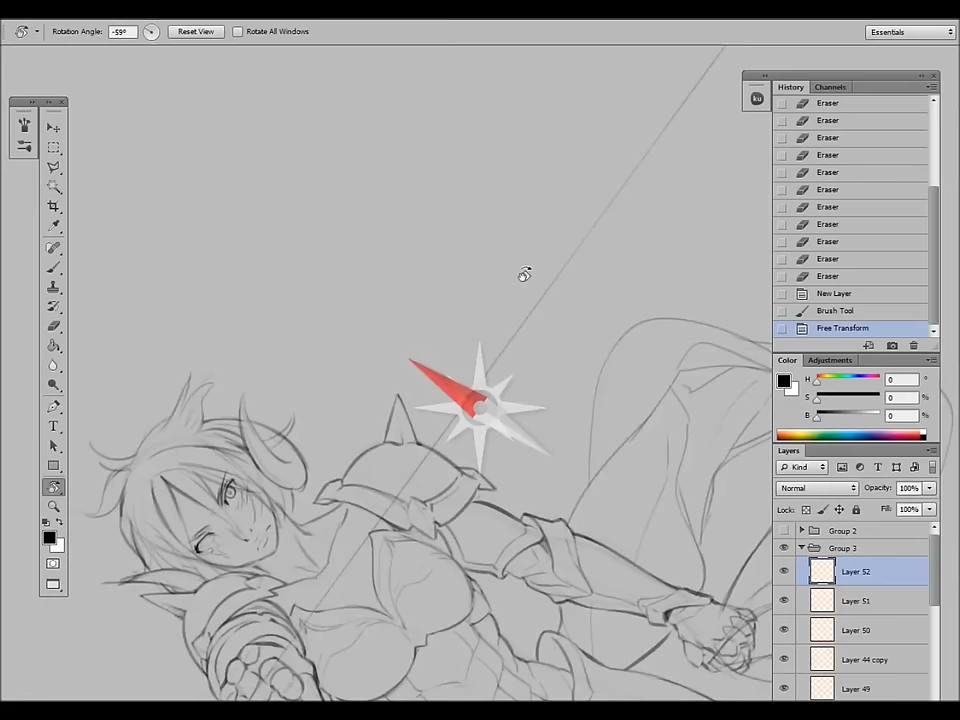 Rotation Angle: -59° Reset View Rotate All Windows Essentials
ku
History Channels
Eraser
Eraser
Eraser
Eraser
Eraser
Eraser
Eraser
Eraser
Eraser
Eraser
Eraser
New Layer
Brush Tool
Free Transform
Color Adjustments
H 0 °
S 0 %
B 0 %
Layers
Kind
Normal Opacity: 100%
Lock: Fill: 100%
Group 2
Group 3
Layer 52
Layer 51
Layer 50
Layer 44 copy
Layer 49
T